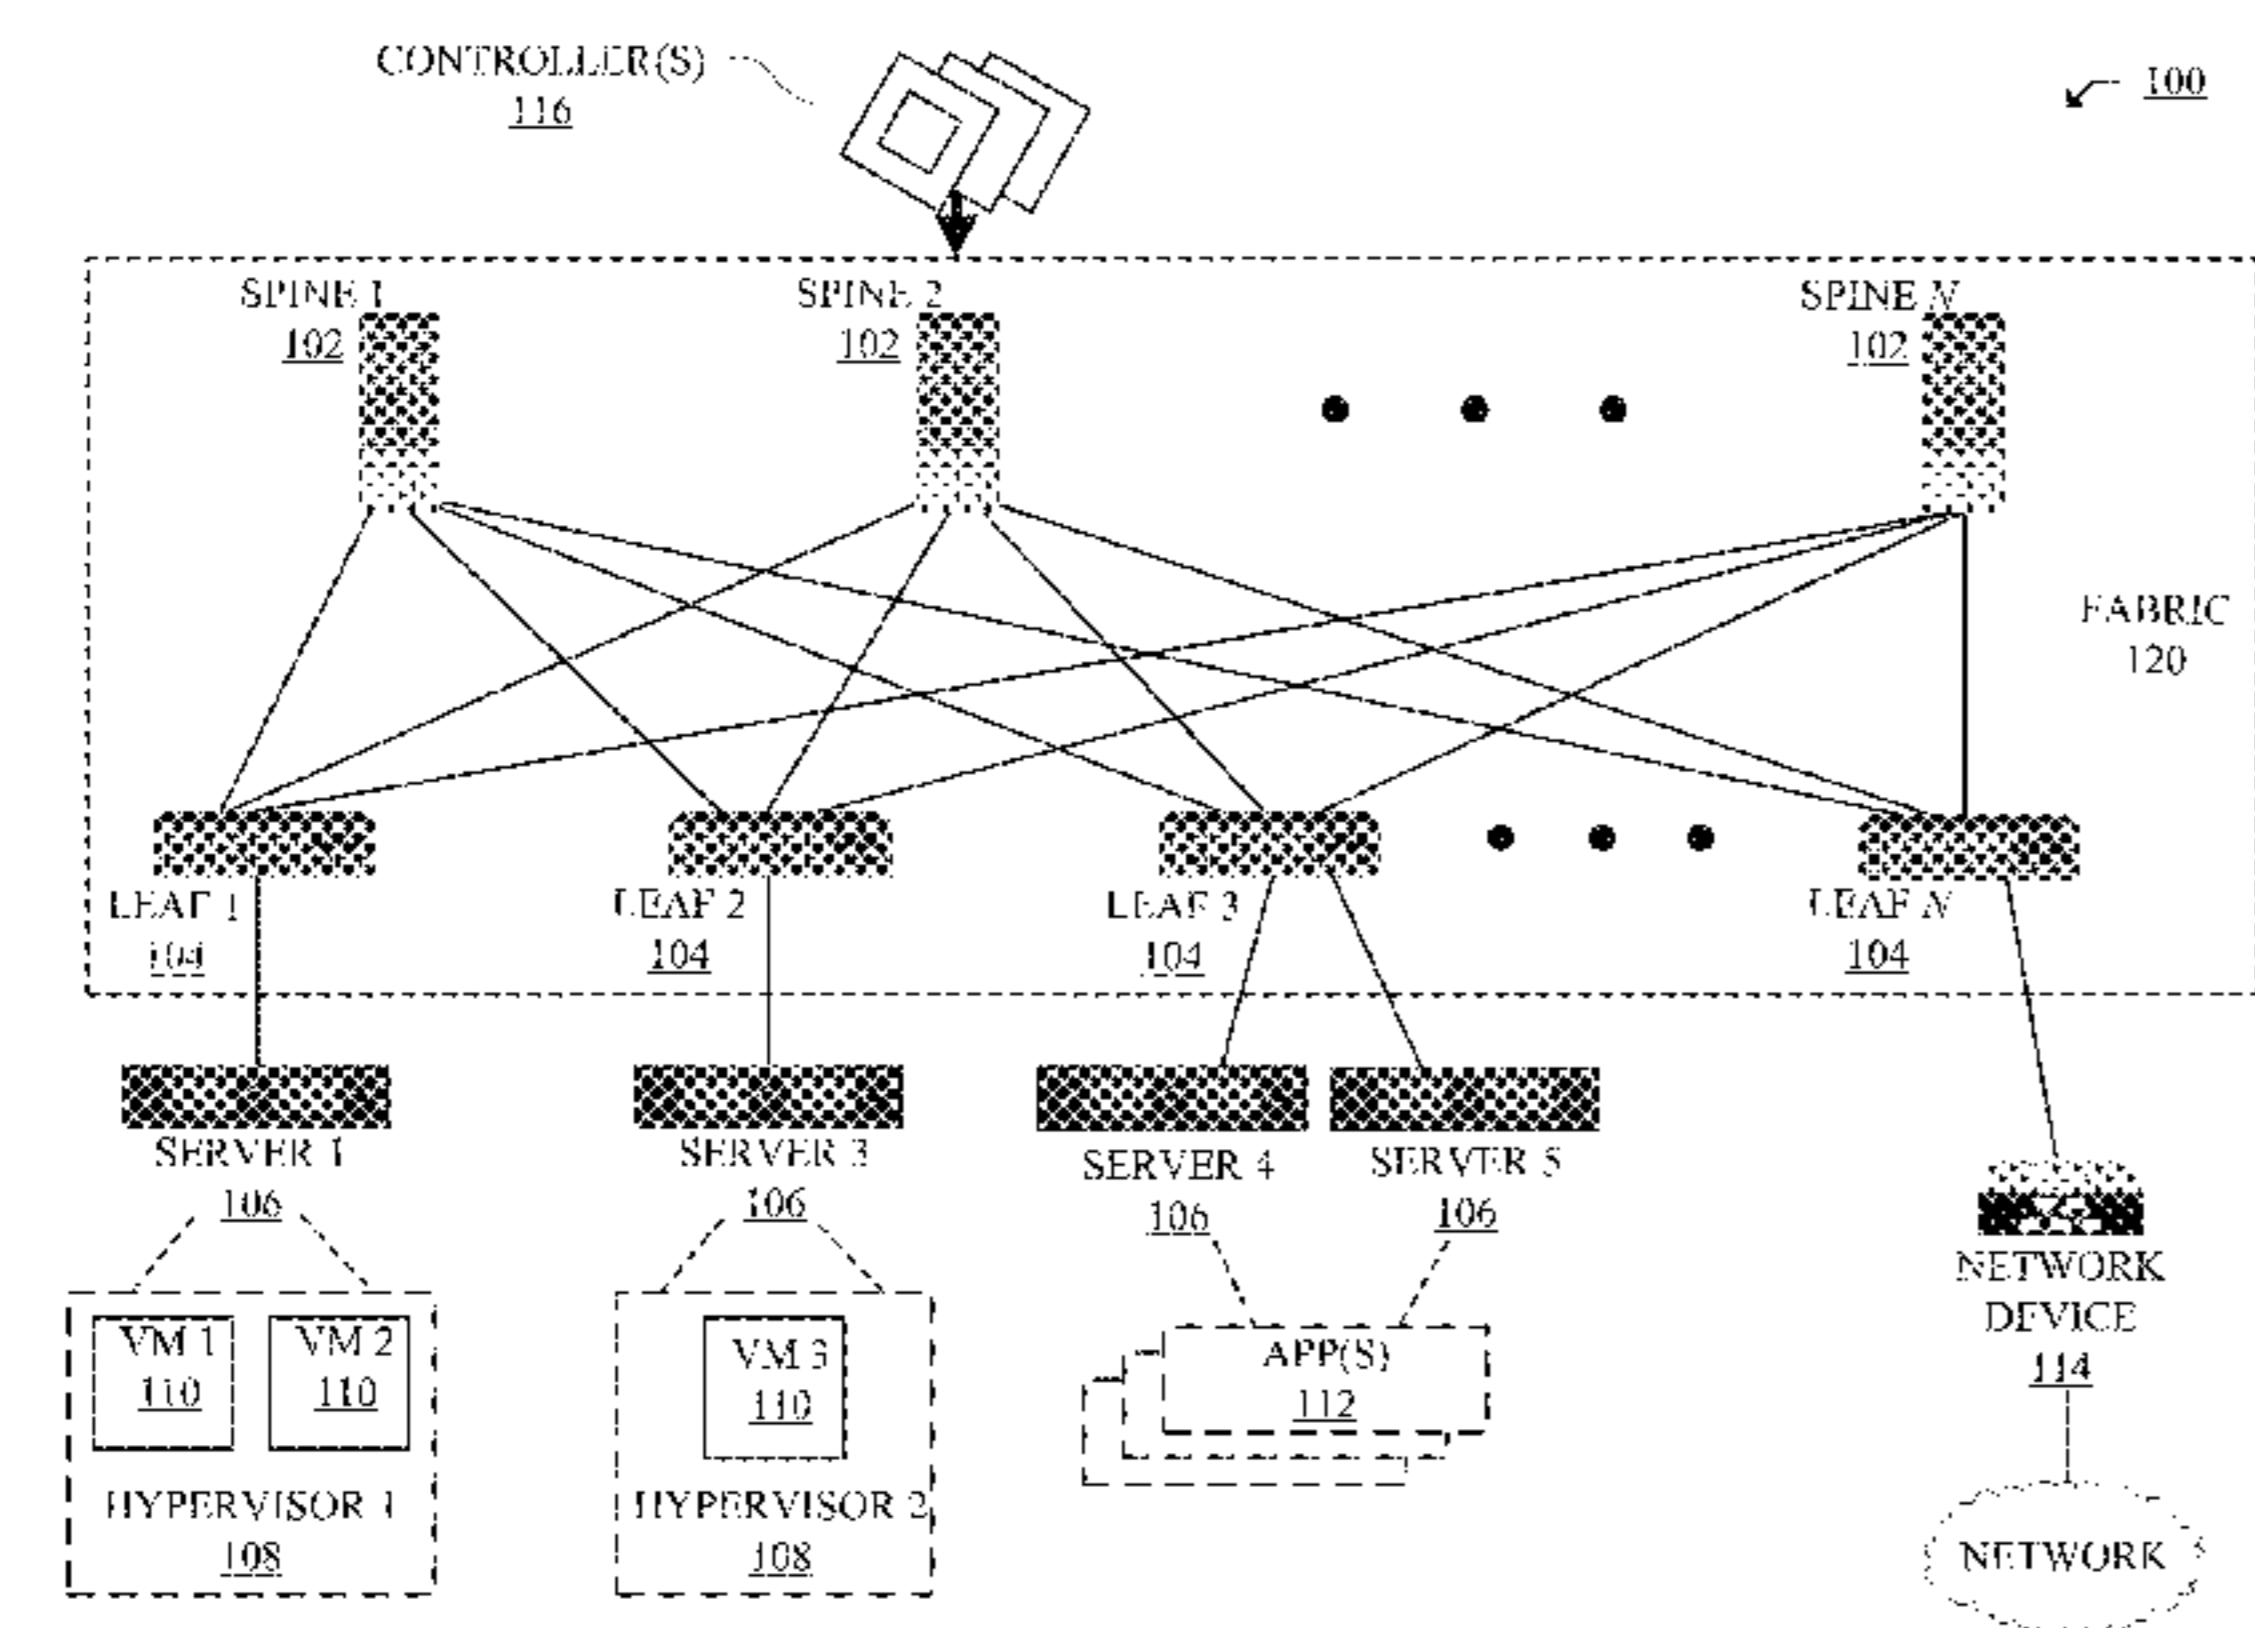 CONTROLLER(S)
116
100
SPINE 1
102
SPINE 2
102
SPINE N
102
FABRIC
120
LEAF 1
104
LEAF 2
104
LEAF 3
104
LEAF N
104
SERVER 1
106
SERVER 3
106
SERVER 4
106
SERVER 5
106
NETWORK
DEVICE
114
VM 1
110
VM 2
110
HYPERVISOR 1
108
VM 3
110
HYPERVISOR 2
108
APP(S)
112
NETWORK